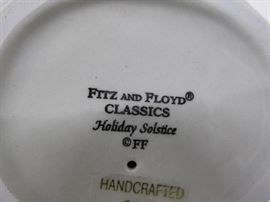 FITZ AND FLOYD®
CLASSICS
Holiday Solstice
©FF
HANDCRAFTED